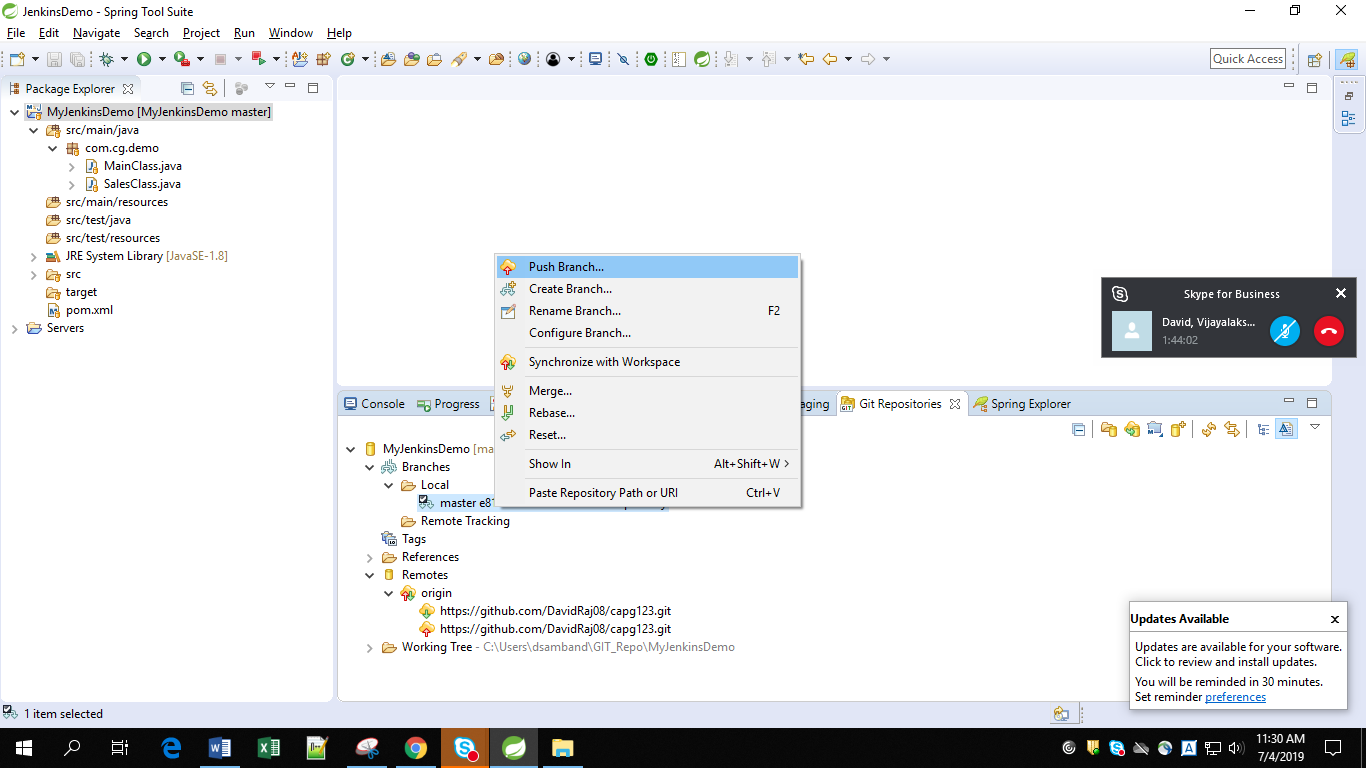 JenkinsDemo - Spring Tool Suite
File Edit Navigate Search Project Run Window Help
Quick Access
Package Explorer
MyJenkinsDemo [MyJenkinsDemo master]
src/main/java
com.cg.demo
MainClass.java
SalesClass.java
src/main/resources
src/test/java
src/test/resources
JRE System Library [JavaSE-1.8]
src
target
pom.xml
Servers
Push Branch...
Create Branch...
Rename Branch... F2
Configure Branch...
Synchronize with Workspace
Merge...
Rebase...
Reset...
Show In Alt+Shift+W
Paste Repository Path or URI Ctrl+V
Skype for Business
David, Vijayalaks...
1:44:02
Console Progress aging Git Repositories Spring Explorer
MyJenkinsDemo [ma
Branches
Local
master e81
Remote Tracking
Tags
References
Remotes
origin
https://github.com/DavidRaj08/capg123.git
https://github.com/DavidRaj08/capg123.git
Working Tree - C:\Users\dsamband\GIT_Repo\MyJenkinsDemo
Updates Available
Updates are available for your software.
Click to review and install updates.
You will be reminded in 30 minutes.
Set reminder preferences
1 item selected
11:30 AM
7/4/2019